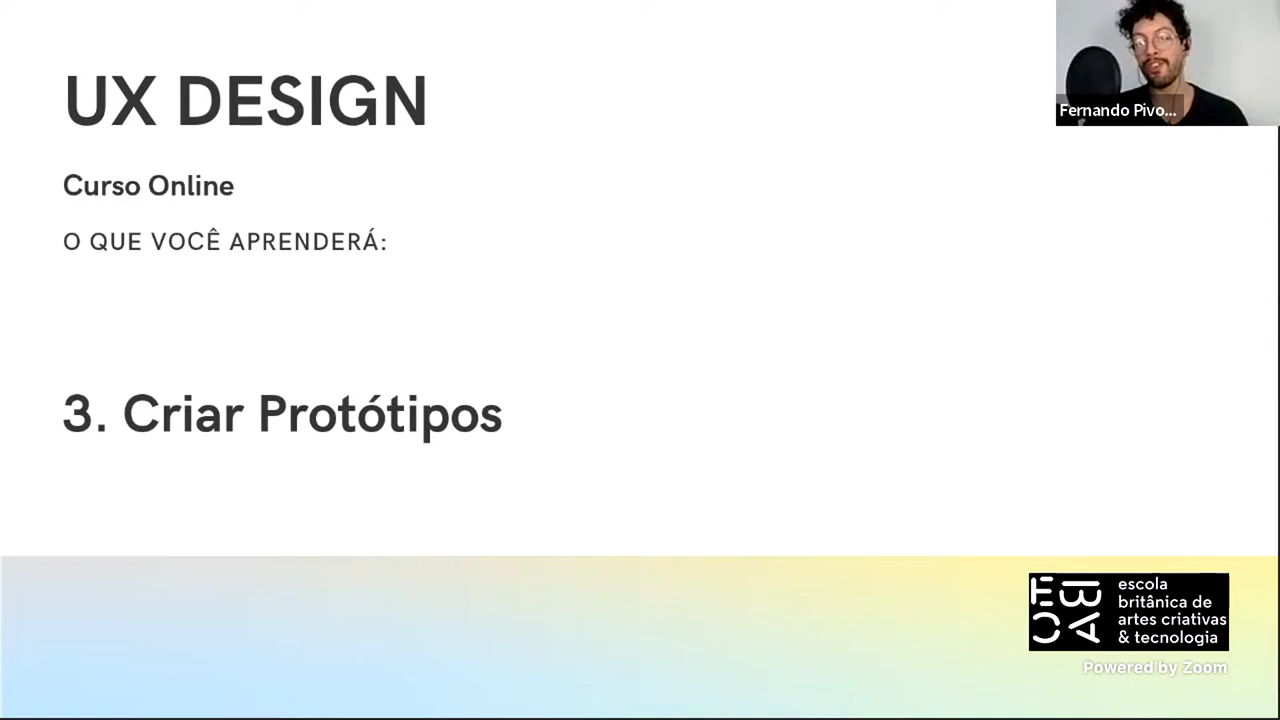 UX DESIGN
Fernando Pivo...
Curso Online
O QUE VOCÊ APRENDERÁ:
3. Criar Protótipos
EBAC
escola
britânica de
artes criativas
& tecnologia
Powered by Zoom